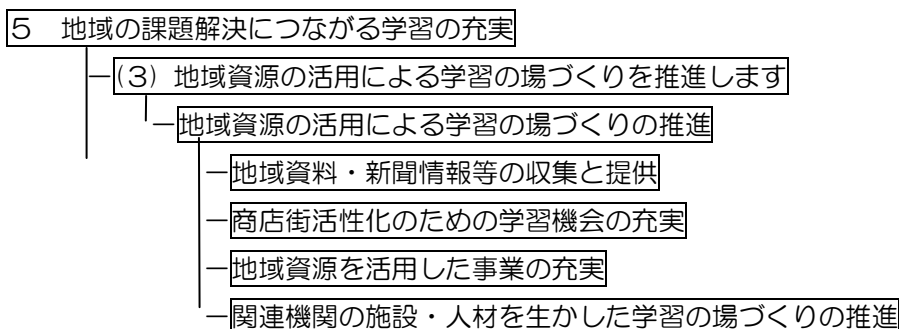 ５　地域の課題解決につながる学習の充実
(３) 地域資源の活用による学習の場づくりを推進します
地域資源の活用による学習の場づくりの推進
地域資料・新聞情報等の収集と提供
商店街活性化のための学習機会の充実
地域資源を活用した事業の充実
関連機関の施設・人材を生かした学習の場づくりの推進